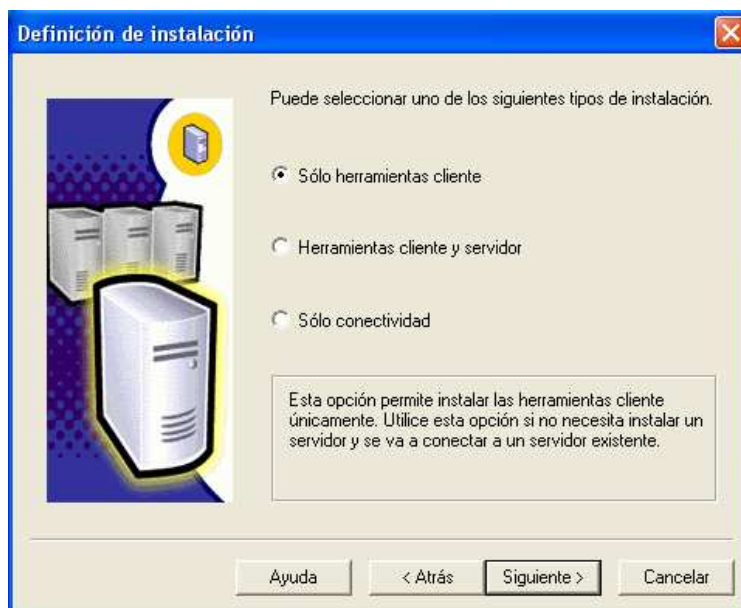 Definición de instalación
Puede seleccionar uno de los siguientes tipos de instalación.
Sólo herramientas cliente
Herramientas cliente y servidor
Sólo conectividad
Esta opción permite instalar las herramientas cliente
únicamente. Utilice esta opción si no necesita instalar un
servidor y se va a conectar a un servidor existente.
Ayuda
< Atrás
Siguiente >
Cancelar